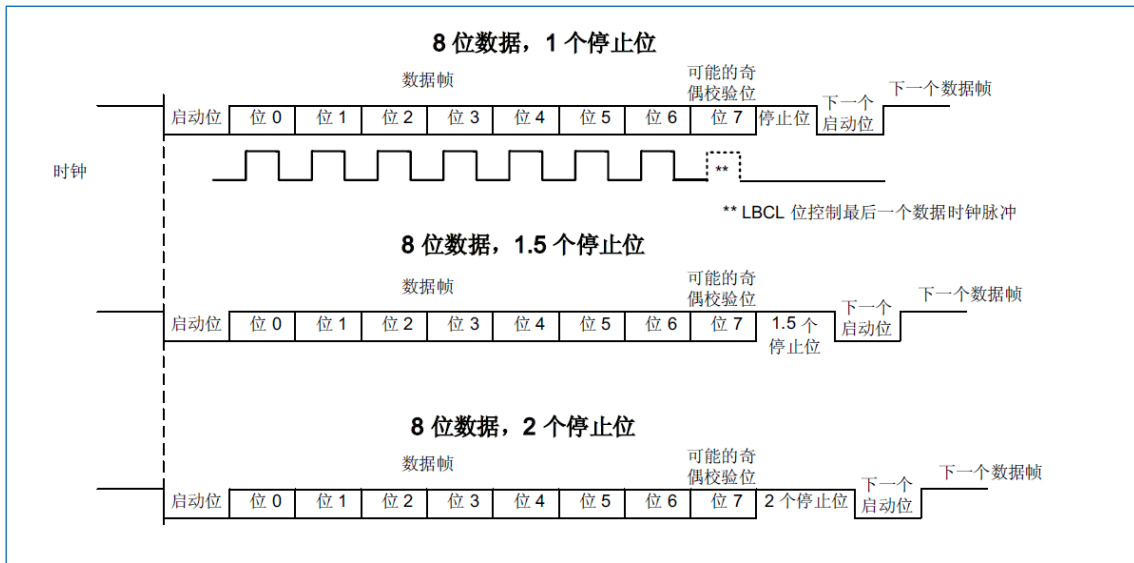 8 位数据，1 个停止位
数据帧
可能的奇
偶校验位
下一个数据帧
启动位 位 0 位 1 位 2 位 3 位 4 位 5 位 6 位 7 停止位
下一个
启动位
时钟
**
** LBCL 位控制最后一个数据时钟脉冲
8 位数据，1.5 个停止位
数据帧
可能的奇
偶校验位
下一个数据帧
启动位 位 0 位 1 位 2 位 3 位 4 位 5 位 6 位 7
1.5 个
停止位
下一个
启动位
8 位数据，2 个停止位
数据帧
可能的奇
偶校验位
下一个数据帧
启动位 位 0 位 1 位 2 位 3 位 4 位 5 位 6 位 7 2 个停止位
下一个
启动位